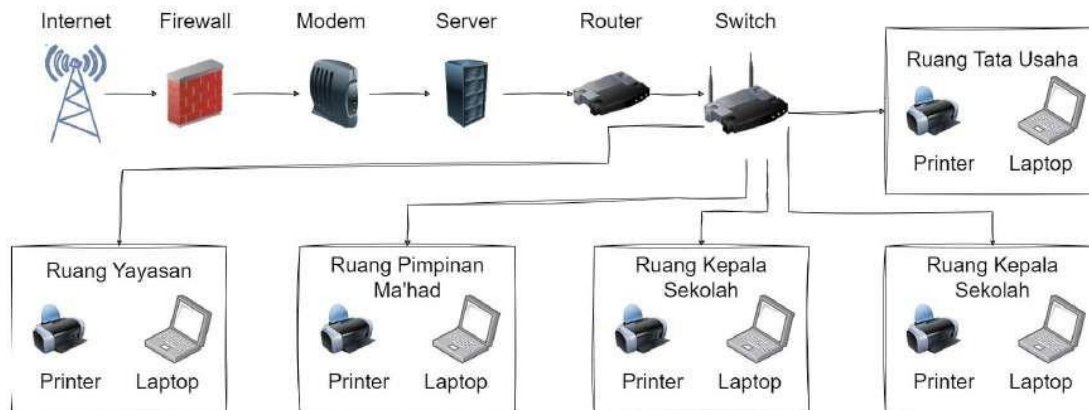 Internet
Firewall
Modem
Server
Router
Switch
Ruang Tata Usaha
Printer
Laptop
Ruang Yayasan
Printer
Laptop
Ruang Pimpinan
Ma'had
Printer
Laptop
Ruang Kepala
Sekolah
Printer
Laptop
Ruang Kepala
Sekolah
Printer
Laptop